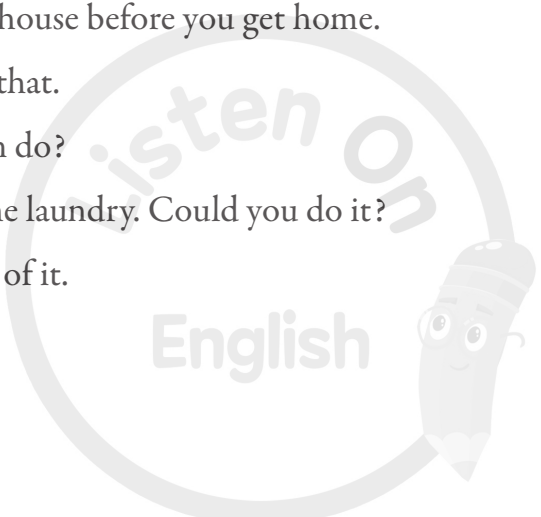 house before you get home.
that.
do?
laundry. Could you do it?
of it.
Listen On
English